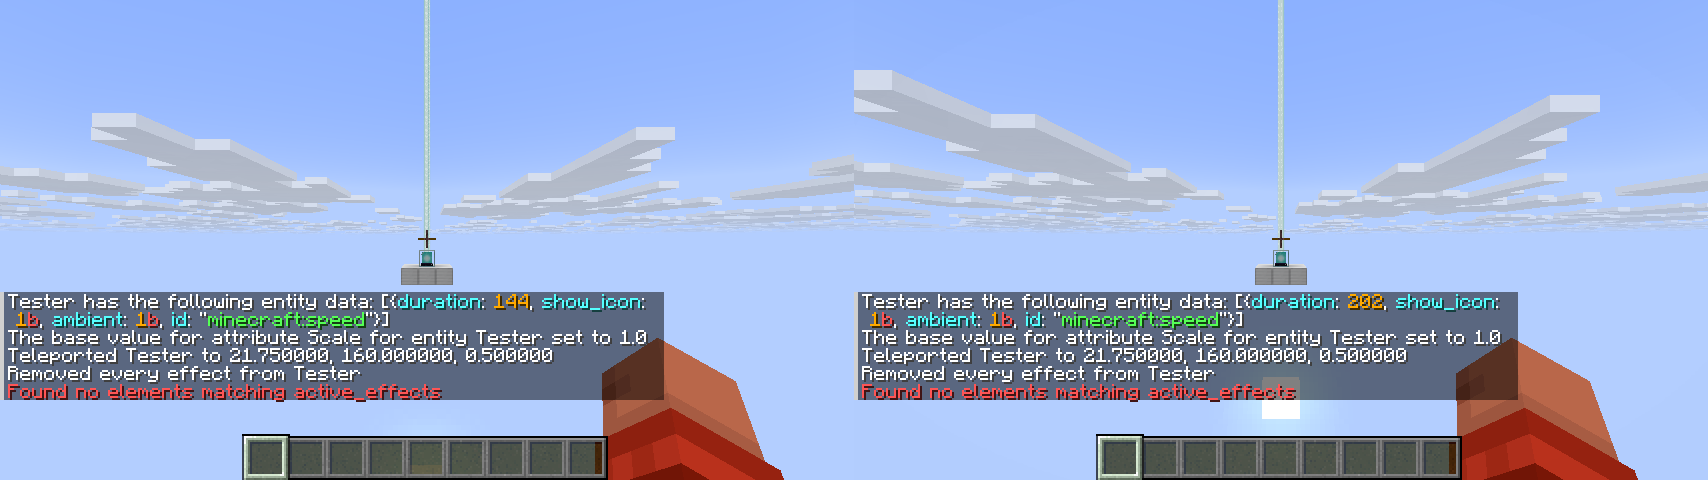 Tester has the following entity data: [{duration: 144, show_icon:
1b, ambient: 1b, id: "minecraft:speed"}]
The base value for attribute Scale for entity Tester set to 1.0
Teleported Tester to 21.750000, 160.000000, 0.500000
Removed every effect from Tester
Found no elements matching active_effects
Tester has the following entity data: [{duration: 202, show_icon:
1b, ambient: 1b, id: "minecraft:speed"}]
The base value for attribute Scale for entity Tester set to 1.0
Teleported Tester to 21.750000, 160.000000, 0.500000
Removed every effect from Tester
Found no elements matching active_effects